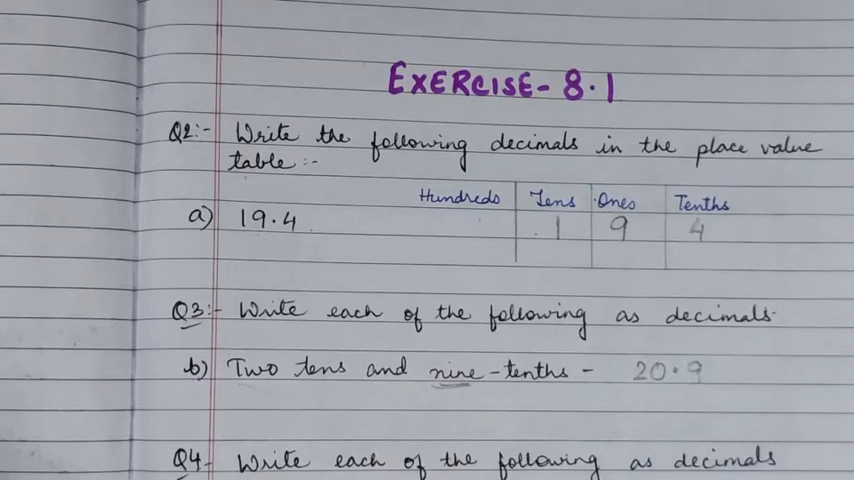 EXERCISE- 8.1
Q2:- Write the following decimals in the place value
table :-
Hundreds Tens Ones Tenths
a) 19.4 1 9 4
Q3:- Write each of the following as decimals.
b) Two tens and nine-tenths - 20.9
Q4- Write each of the following as decimals